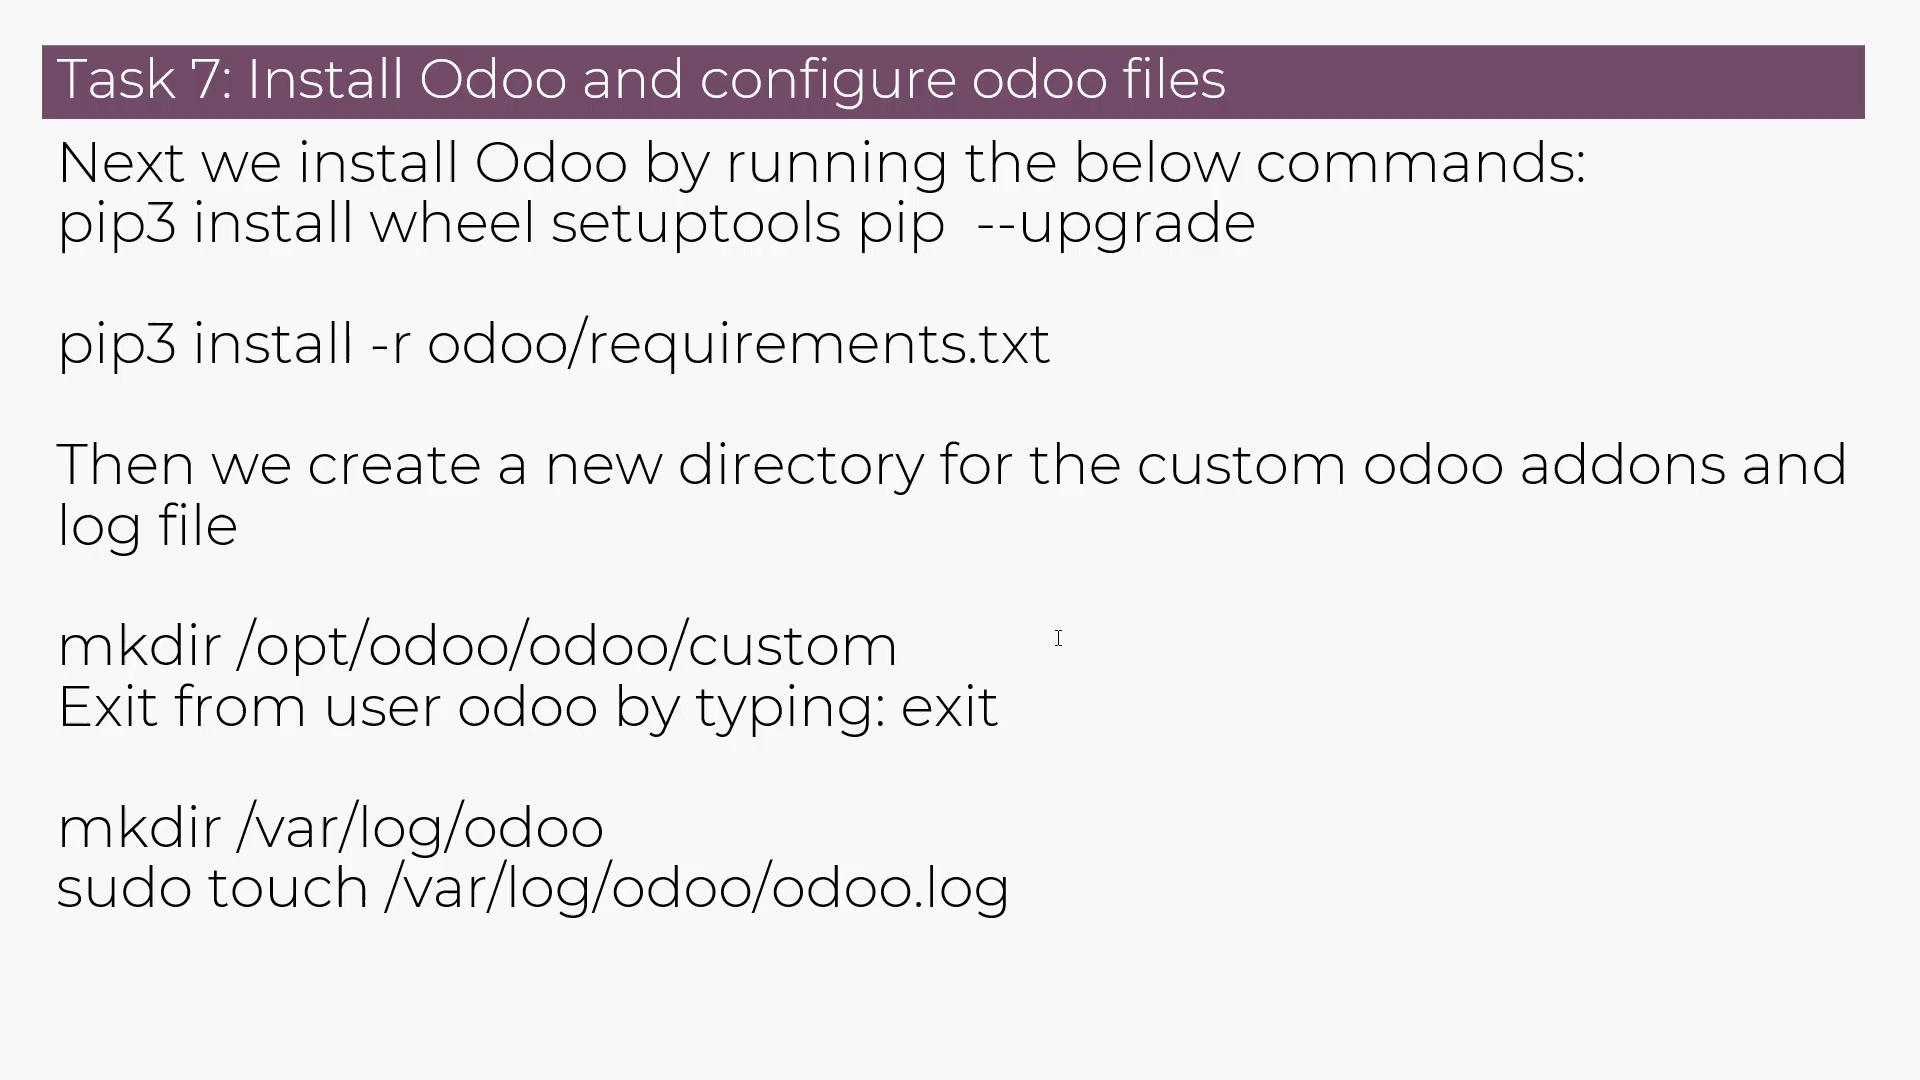 Task 7: Install Odoo and configure odoo files
Next we install Odoo by running the below commands:
pip3 install wheel setuptools pip  --upgrade
pip3 install -r odoo/requirements.txt
Then we create a new directory for the custom odoo addons and
log file
mkdir /opt/odoo/odoo/custom
Exit from user odoo by typing: exit
mkdir /var/log/odoo
sudo touch /var/log/odoo/odoo.log